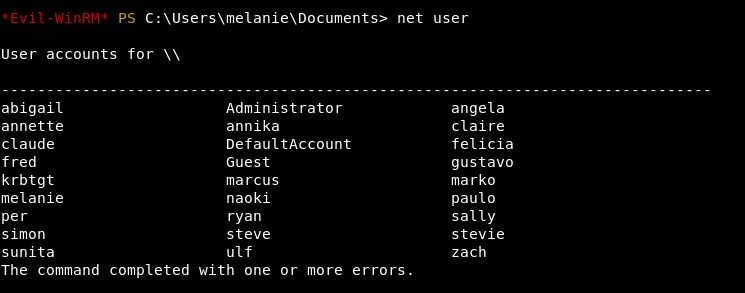 *Evil-WinRM* PS C:\Users\melanie\Documents> net user
User accounts for \\
-------------------------------------------------------------------------------
abigail                  Administrator            angela
annette                  annika                   claire
claude                   DefaultAccount           felicia
fred                     Guest                    gustavo
krbtgt                   marcus                   marko
melanie                  naoki                    paulo
per                      ryan                     sally
simon                    steve                    stevie
sunita                   ulf                      zach
The command completed with one or more errors.